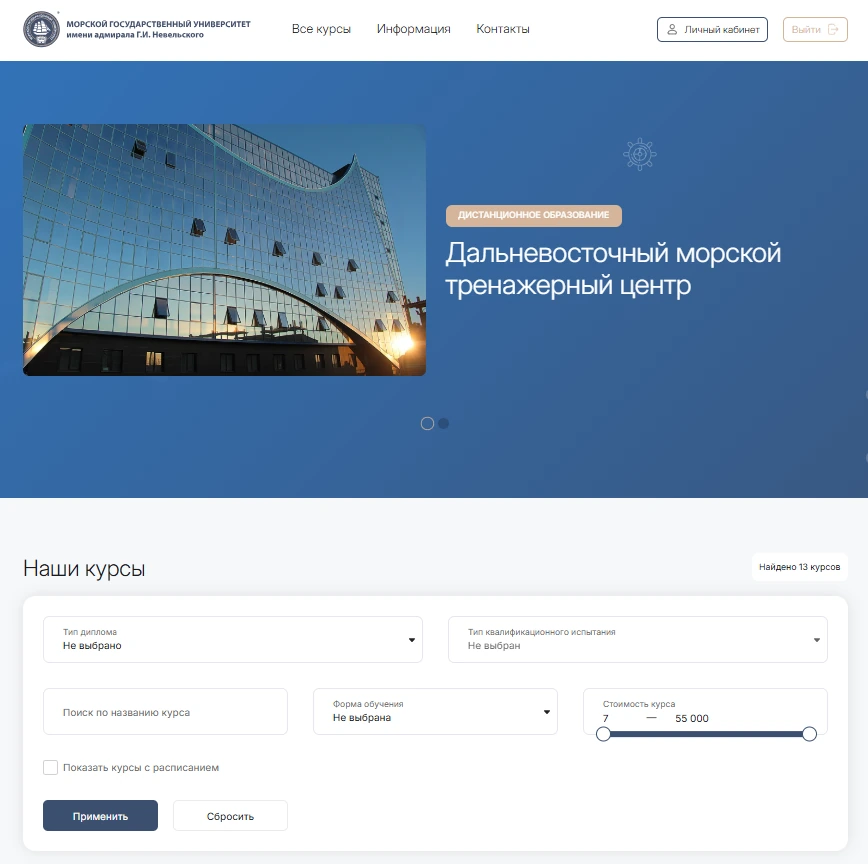 МОРСКОЙ ГОСУДАРСТВЕННЫЙ УНИВЕРСИТЕТ
имени адмирала Г.И. Невельского
Все курсы
Информация
Контакты
Личный кабинет
Выйти
ДИСТАНЦИОННОЕ ОБРАЗОВАНИЕ
Дальневосточный морской
тренажерный центр
Наши курсы
Найдено 13 курсов
Тип диплома
Не выбрано
Тип квалификационного испытания
Не выбран
Поиск по названию курса
Форма обучения
Не выбрана
Стоимость курса
7 — 55 000
Показать курсы с расписанием
Применить
Сбросить